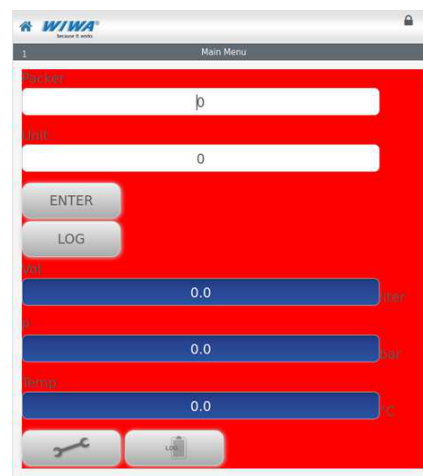 WIWA®
because it works
1 Main Menu
Packer
0
Unit
0
ENTER
LOG
Vol
0.0 liter
P
0.0 bar
Temp
0.0 °C
LOG